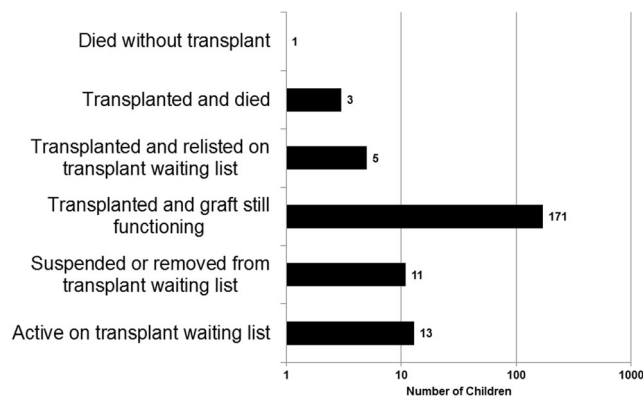 Died without transplant
1
Transplanted and died
3
Transplanted and relisted on
transplant waiting list
5
Transplanted and graft still
functioning
171
Suspended or removed from
transplant waiting list
11
Active on transplant waiting list
13
1
10
100
1000
Number of Children